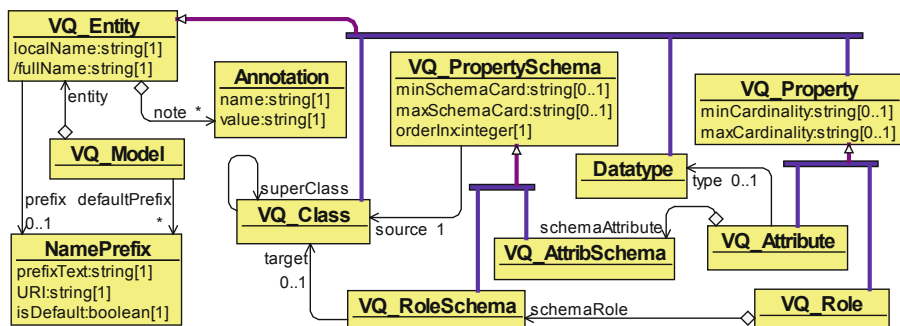 VQ_Entity
localName:string[1]
/fullName:string[1]
entity
note *
Annotation
name:string[1]
value:string[1]
VQ_PropertySchema
minSchemaCard:string[0..1]
maxSchemaCard:string[0..1]
orderInx:integer[1]
VQ_Property
minCardinality:string[0..1]
maxCardinality:string[0..1]
VQ_Model
superClass
Datatype
type 0..1
prefix defaultPrefix
0..1
*
VQ_Class
source 1
schemaAttribute
VQ_Attribute
NamePrefix
prefixText:string[1]
URI:string[1]
isDefault:boolean[1]
target
0..1
VQ_AttribSchema
VQ_RoleSchema
schemaRole
VQ_Role